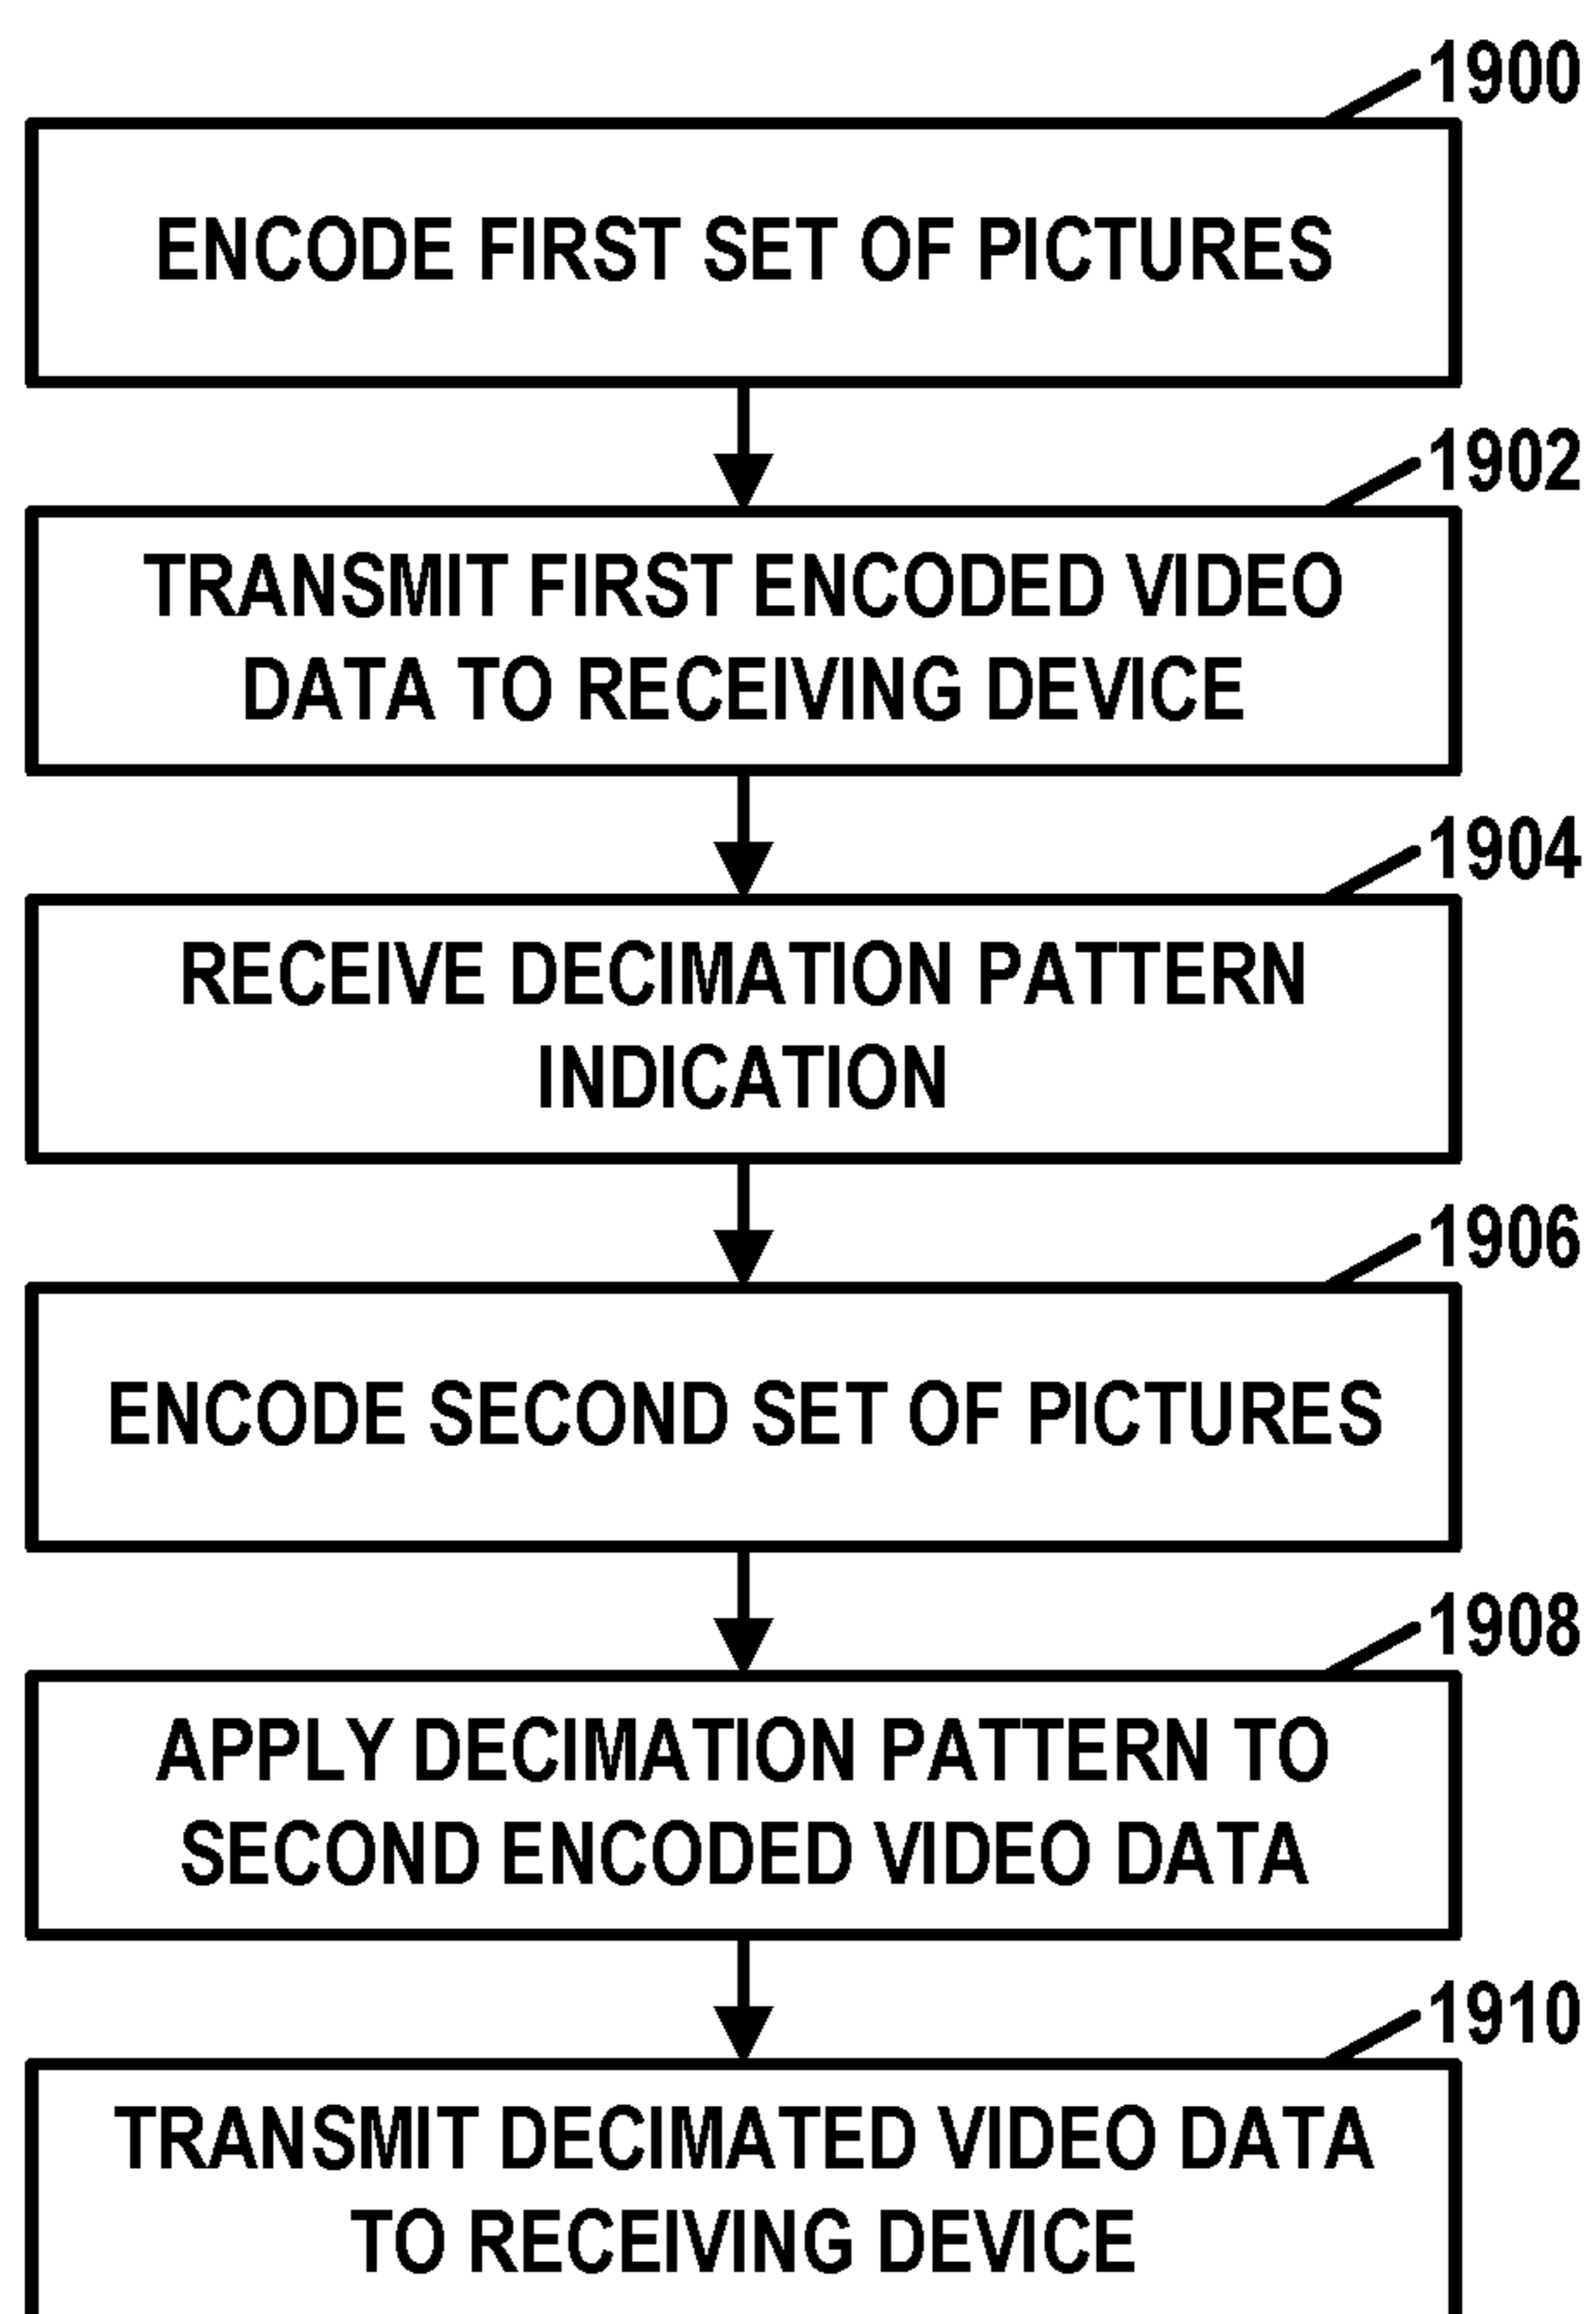 1900
ENCODE FIRST SET OF PICTURES
1902
TRANSMIT FIRST ENCODED VIDEO
DATA TO RECEIVING DEVICE
1904
RECEIVE DECIMATION PATTERN
INDICATION
1906
ENCODE SECOND SET OF PICTURES
1908
APPLY DECIMATION PATTERN TO
SECOND ENCODED VIDEO DATA
1910
TRANSMIT DECIMATED VIDEO DATA
TO RECEIVING DEVICE